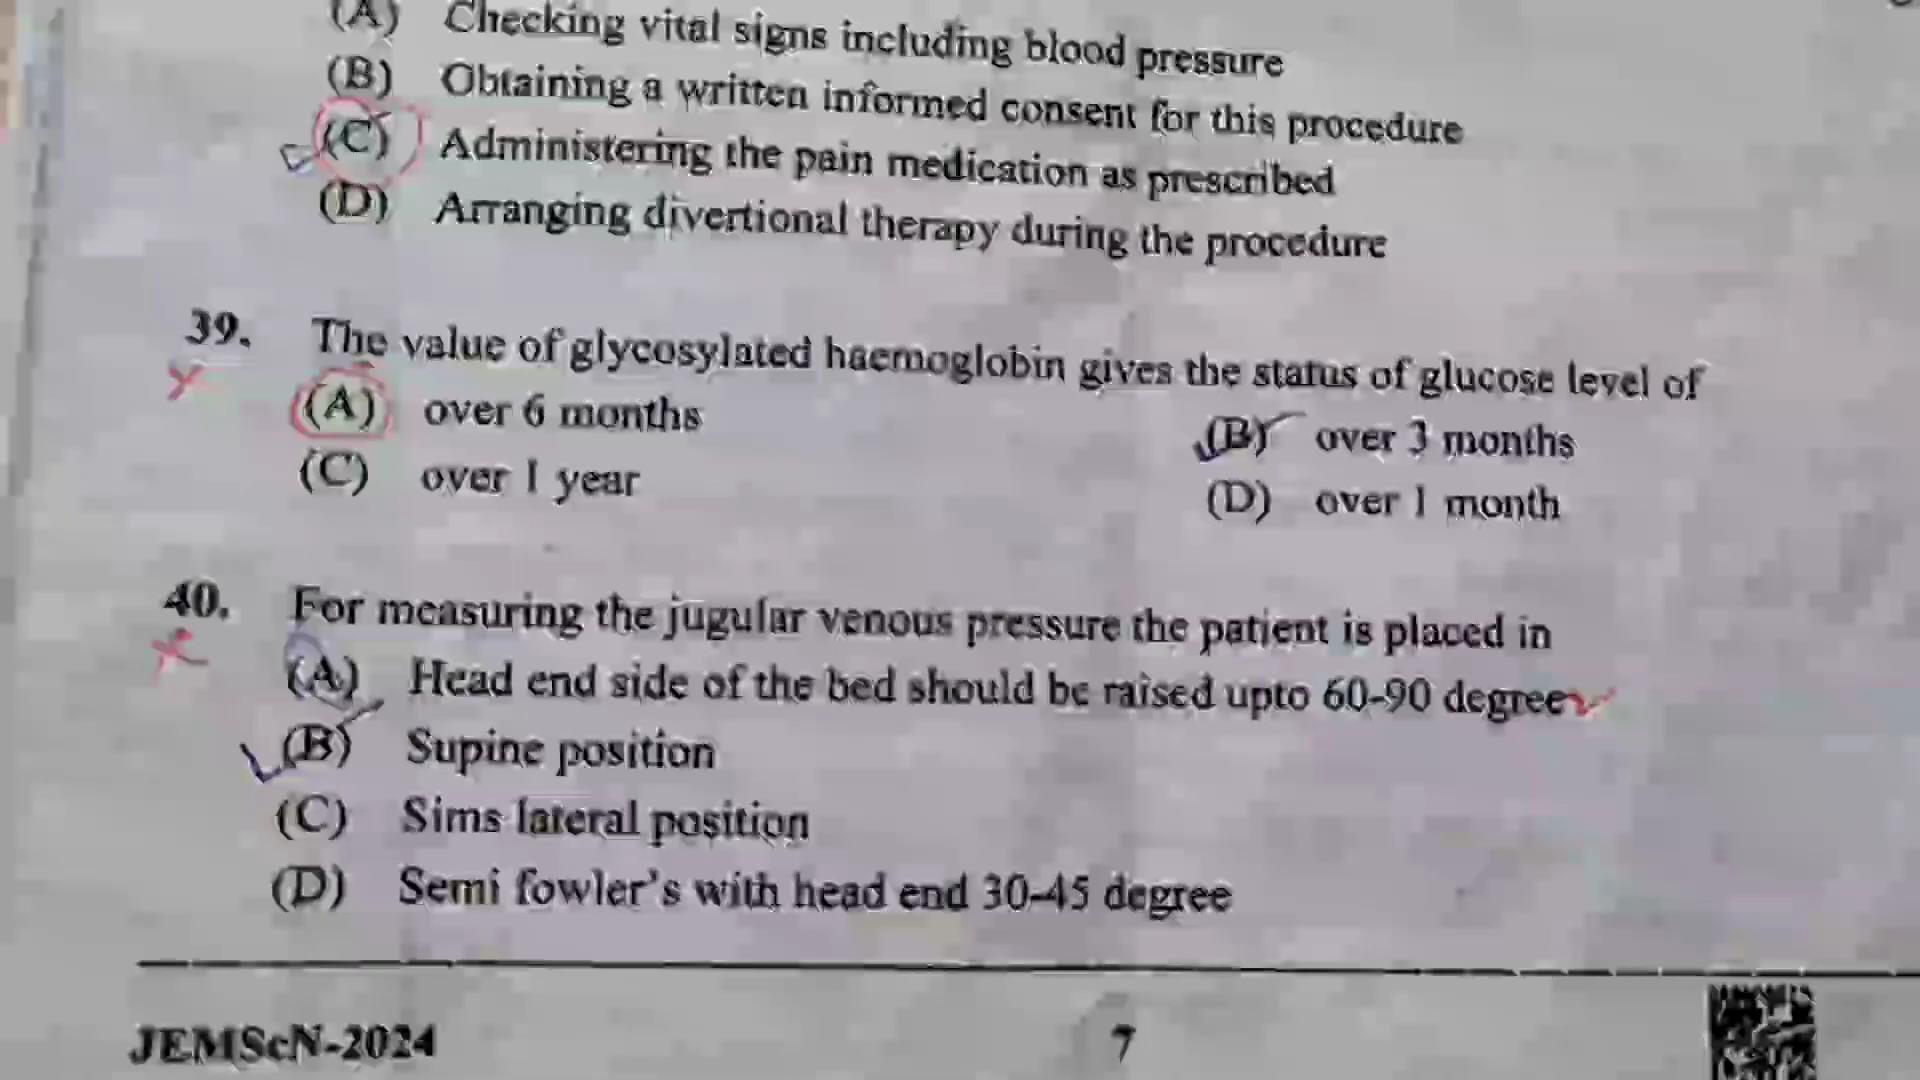 (A) Checking vital signs including blood pressure
(B) Obtaining a written informed consent for this procedure
(C) Administering the pain medication as prescribed
(D) Arranging divertional therapy during the procedure
39. The value of glycosylated haemoglobin gives the status of glucose level of
(A) over 6 months (B) over 3 months
(C) over 1 year (D) over 1 month
40. For measuring the jugular venous pressure the patient is placed in
(A) Head end side of the bed should be raised upto 60-90 degree
(B) Supine position
(C) Sims lateral position
(D) Semi fowler's with head end 30-45 degree
JEMScN-2024 7